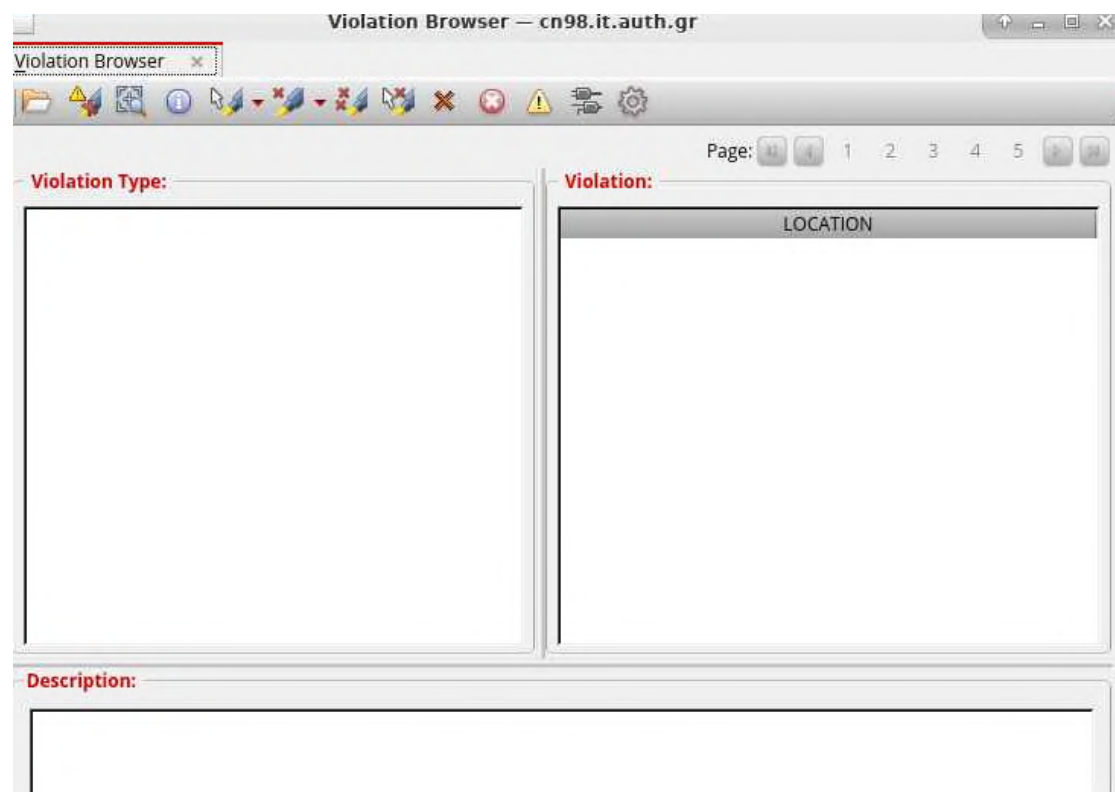 Violation Browser — cn98.it.auth.gr
Violation Browser
Page: 1 2 3 4 5
Violation Type:
Violation:
LOCATION
Description: